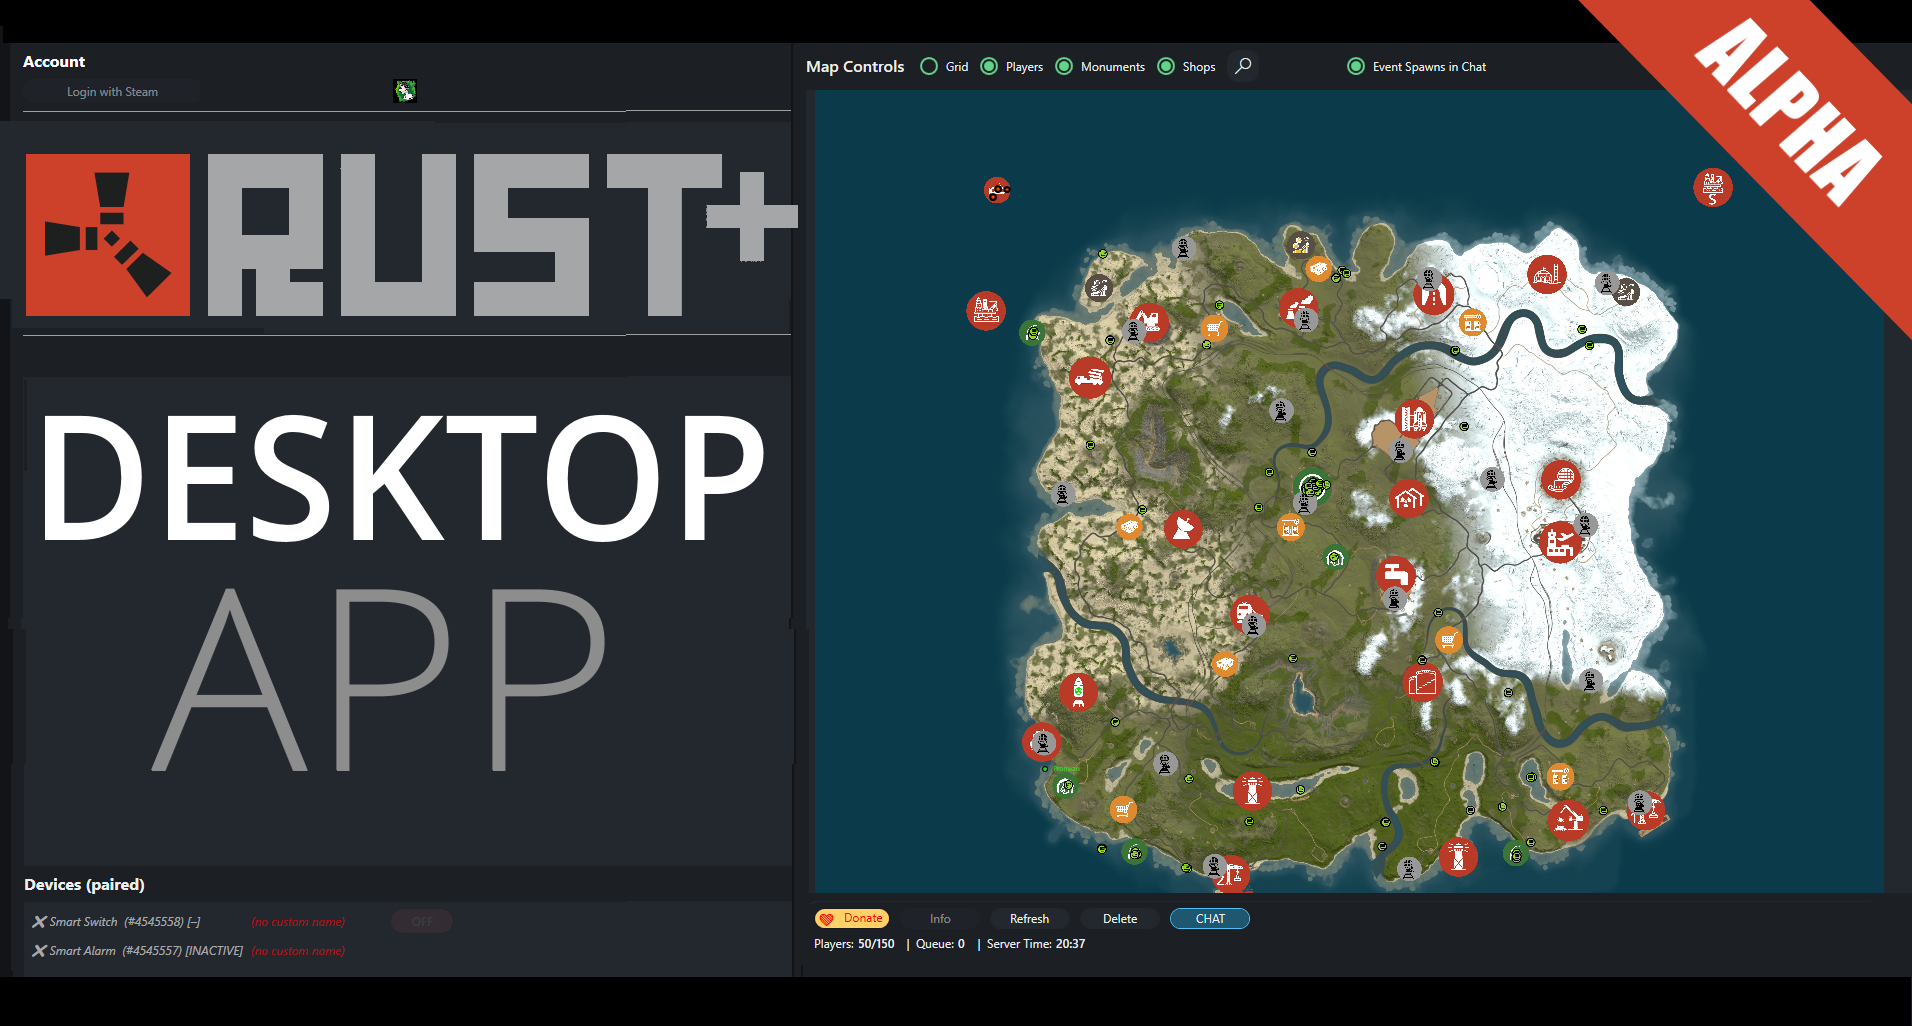 Account
Login with Steam
RUST+
DESKTOP
APP
Devices (paired)
Smart Switch (#4545558) [–] (no custom name) OFF
Smart Alarm (#4545557) [INACTIVE] (no custom name)
Map Controls Grid Players Monuments Shops Event Spawns in Chat
ALPHA
Donate Info Refresh Delete CHAT
Players: 50/150 | Queue: 0 | Server Time: 20:37